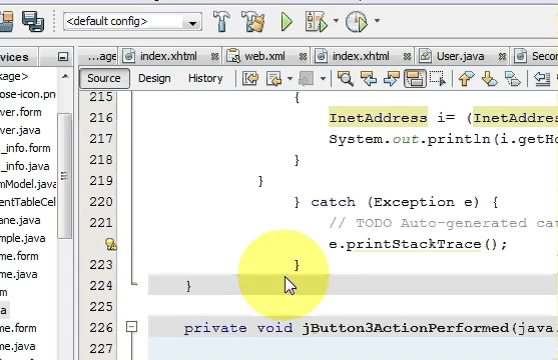 <default config>
...age index.xhtml web.xml index.xhtml User.java Secon
vices
Source Design History
kage>
ose-icon.pn
ver.form
ver.java
_info.form
_info.java
mModel.java
entTableCel
ane.java
mple.java
me.form
me.java
a
me.form
me.java
215 {
216 InetAddress i= (InetAddress
217 System.out.println(i.getHo
218 }
219 }
220 } catch (Exception e) {
221 // TODO Auto-generated cat
e.printStackTrace();
223 }
224 }
225
226 private void jButton3ActionPerformed(java.
227